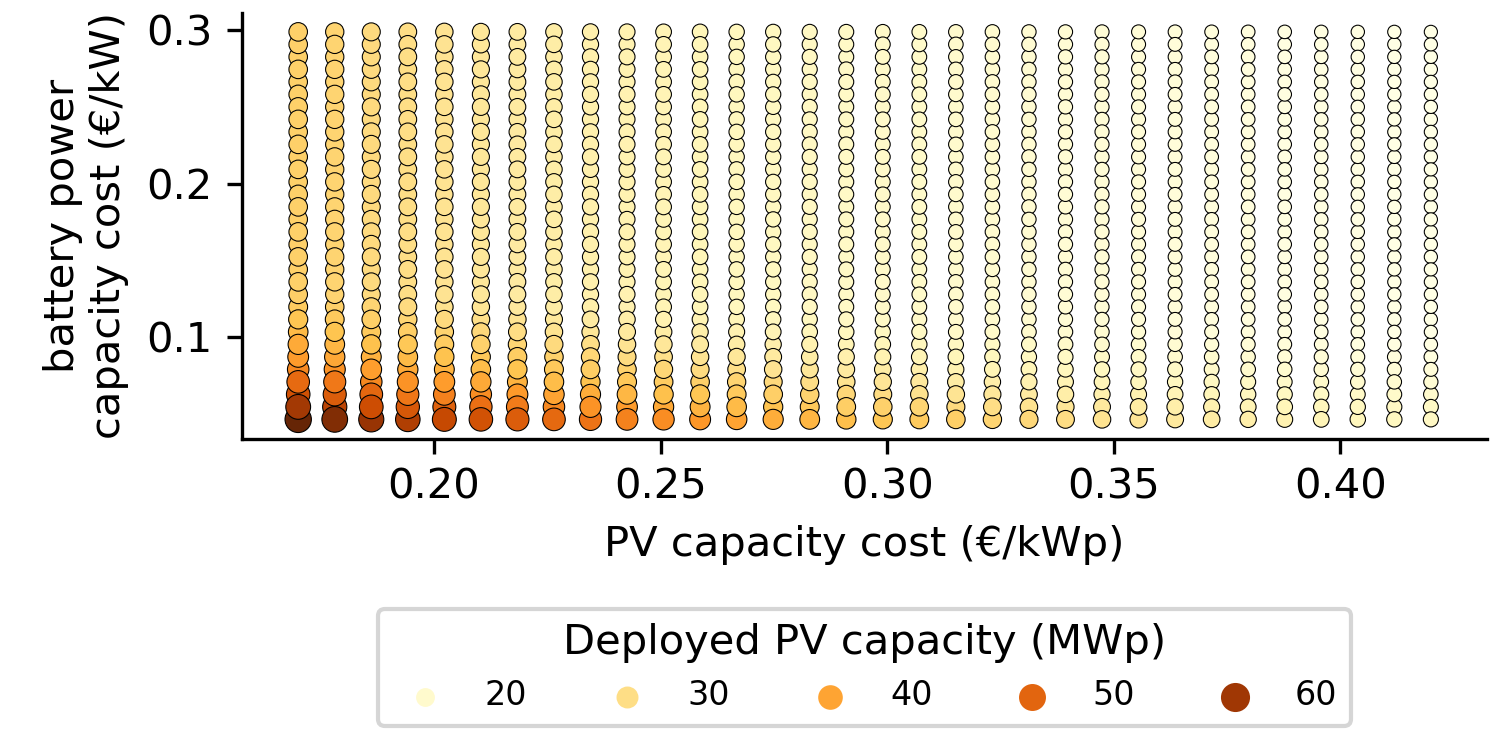 battery power
capacity cost (€/kW)
0.3
0.2
0.1
0.20 0.25 0.30 0.35 0.40
PV capacity cost (€/kWp)
Deployed PV capacity (MWp)
20 30 40 50 60